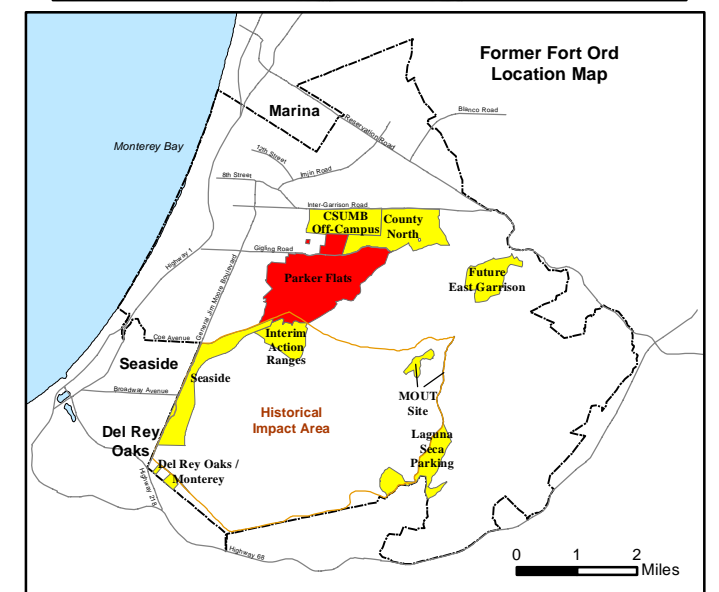 Former Fort Ord
Location Map
Marina
Blanco Road
Reservation Road
Monterey Bay
12th Street
Imjin Road
8th Street
Inter-Garrison Road
CSUMB
Off-Campus
County
North
Gigling Road
Highway 1
General Jim Moore Boulevard
Parker Flats
Future
East Garrison
Coe Avenue
Interim
Action
Ranges
Seaside
Seaside
Broadway Avenue
MOUT
Site
Historical
Impact Area
Del Rey
Oaks
Laguna
Seca
Parking
Del Rey Oaks /
Monterey
Highway 218
Highway 68
0 1 2
Miles